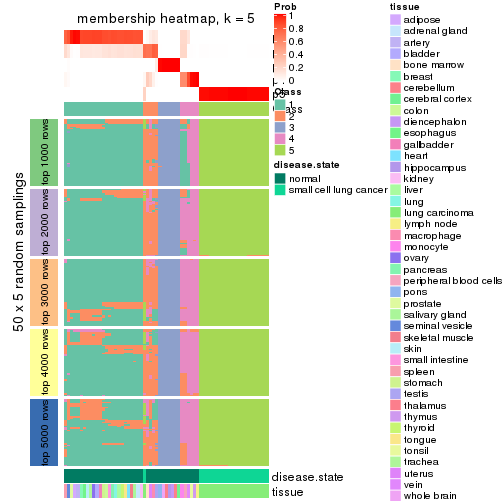 membership heatmap, k = 5
Prob
1
0.8
0.6
0.4
0.2
0
Class
1
2
3
4
5
disease.state
normal
small cell lung cancer
50 x 5 random samplings
top 1000 rows
top 2000 rows
top 3000 rows
top 4000 rows
top 5000 rows
disease.state
tissue
tissue
adipose
adrenal gland
artery
bladder
bone marrow
breast
cerebellum
cerebral cortex
colon
diencephalon
esophagus
gallbladder
heart
hippocampus
kidney
liver
lung
lung carcinoma
lymph node
macrophage
monocyte
ovary
pancreas
peripheral blood cells
pons
prostate
salivary gland
seminal vesicle
skeletal muscle
skin
small intestine
spleen
stomach
testis
thalamus
thymus
thyroid
tongue
tonsil
trachea
uterus
vein
whole brain